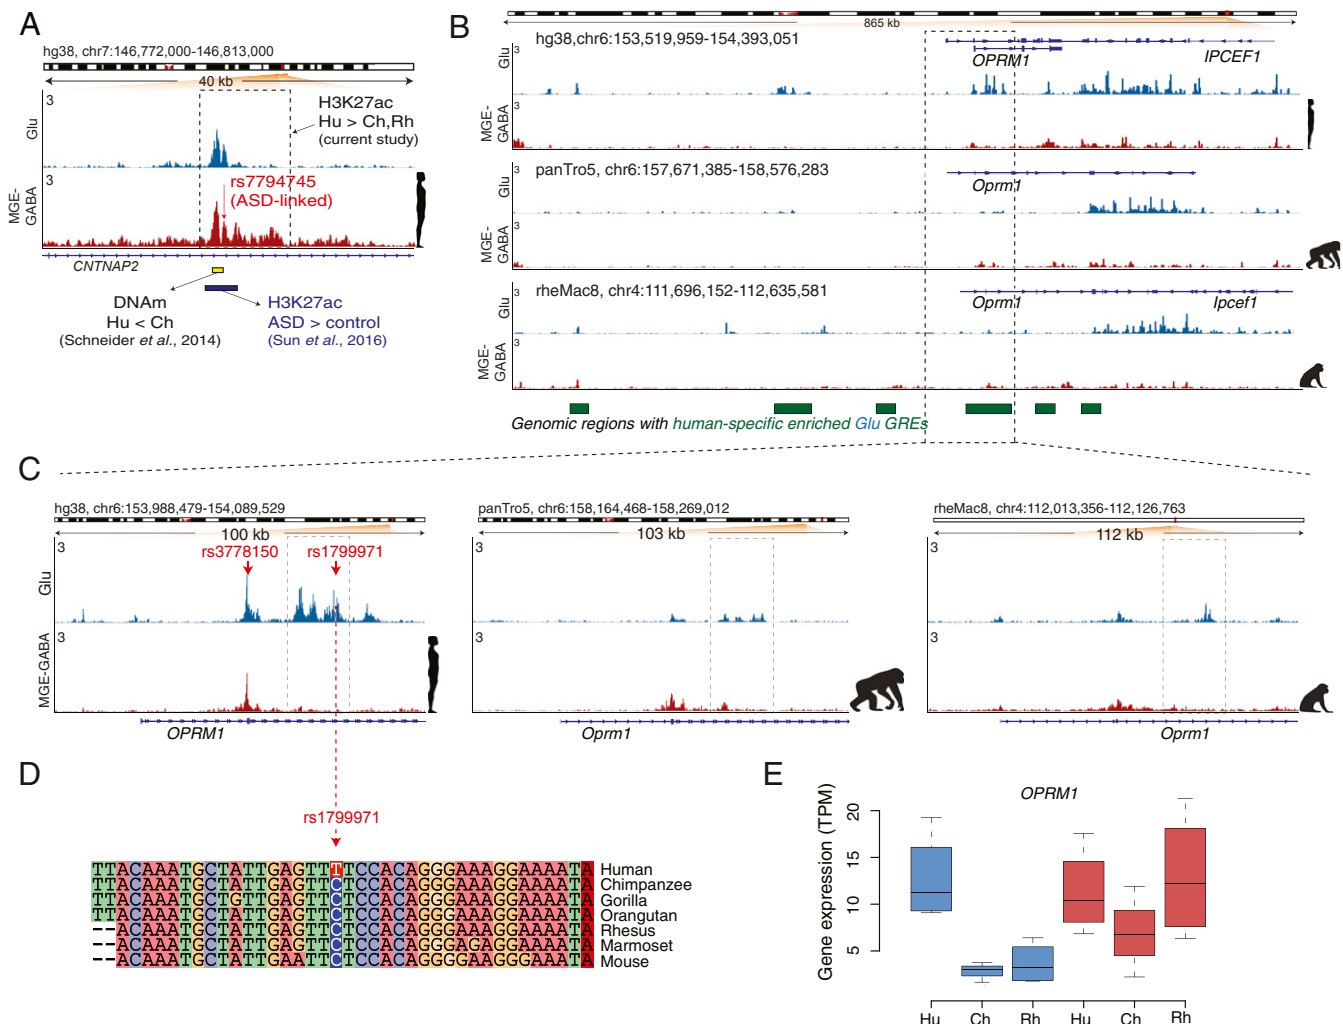 A
hg38, chr7:146,772,000-146,813,000
40 kb
3
Glu
H3K27ac
Hu > Ch,Rh
(current study)
3
MGE-
GABA
rs7794745
(ASD-linked)
CNTNAP2
DNAm
Hu < Ch
(Schneider et al., 2014)
H3K27ac
ASD > control
(Sun et al., 2016)
B
865 kb
hg38,chr6:153,519,959-154,393,051
3
Glu
OPRM1
IPCEF1
3
MGE-
GABA
panTro5, chr6:157,671,385-158,576,283
3
Glu
Oprm1
3
MGE-
GABA
rheMac8, chr4:111,696,152-112,635,581
3
Glu
Oprm1
Ipcef1
3
MGE-
GABA
Genomic regions with human-specific enriched Glu GREs
C
hg38, chr6:153,988,479-154,089,529
100 kb
rs3778150
rs1799971
3
Glu
3
MGE-GABA
OPRM1
panTro5, chr6:158,164,468-158,269,012
103 kb
3
3
Oprm1
rheMac8, chr4:112,013,356-112,126,763
112 kb
3
3
Oprm1
D
rs1799971
TTACAAATGCTATTGAGTTTTCCACAGGGAAAGGAAAATA Human
TTACAAATGCTATTGAGTTCTCCACAGGGAAAGGAAAATA Chimpanzee
TTACAAATGCTGTTGAGTTCTCCACAGGGAAAGGAAAATA Gorilla
TTACAAATGCTATTGAGTTCTCCACAGGGAAAGGAAAATA Orangutan
--ACAAATGCTATTGAGTTCTCCACAGGGAAAGGAAAATA Rhesus
--ACAAATGCTATTGAGTTCTCCACAGGGAGAGGAAAATA Marmoset
--ACAAATGCTATTGAATTCTCCACAGGGGAAGGGAAATA Mouse
E
OPRM1
Gene expression (TPM)
20
15
10
5
Hu Ch Rh Hu Ch Rh